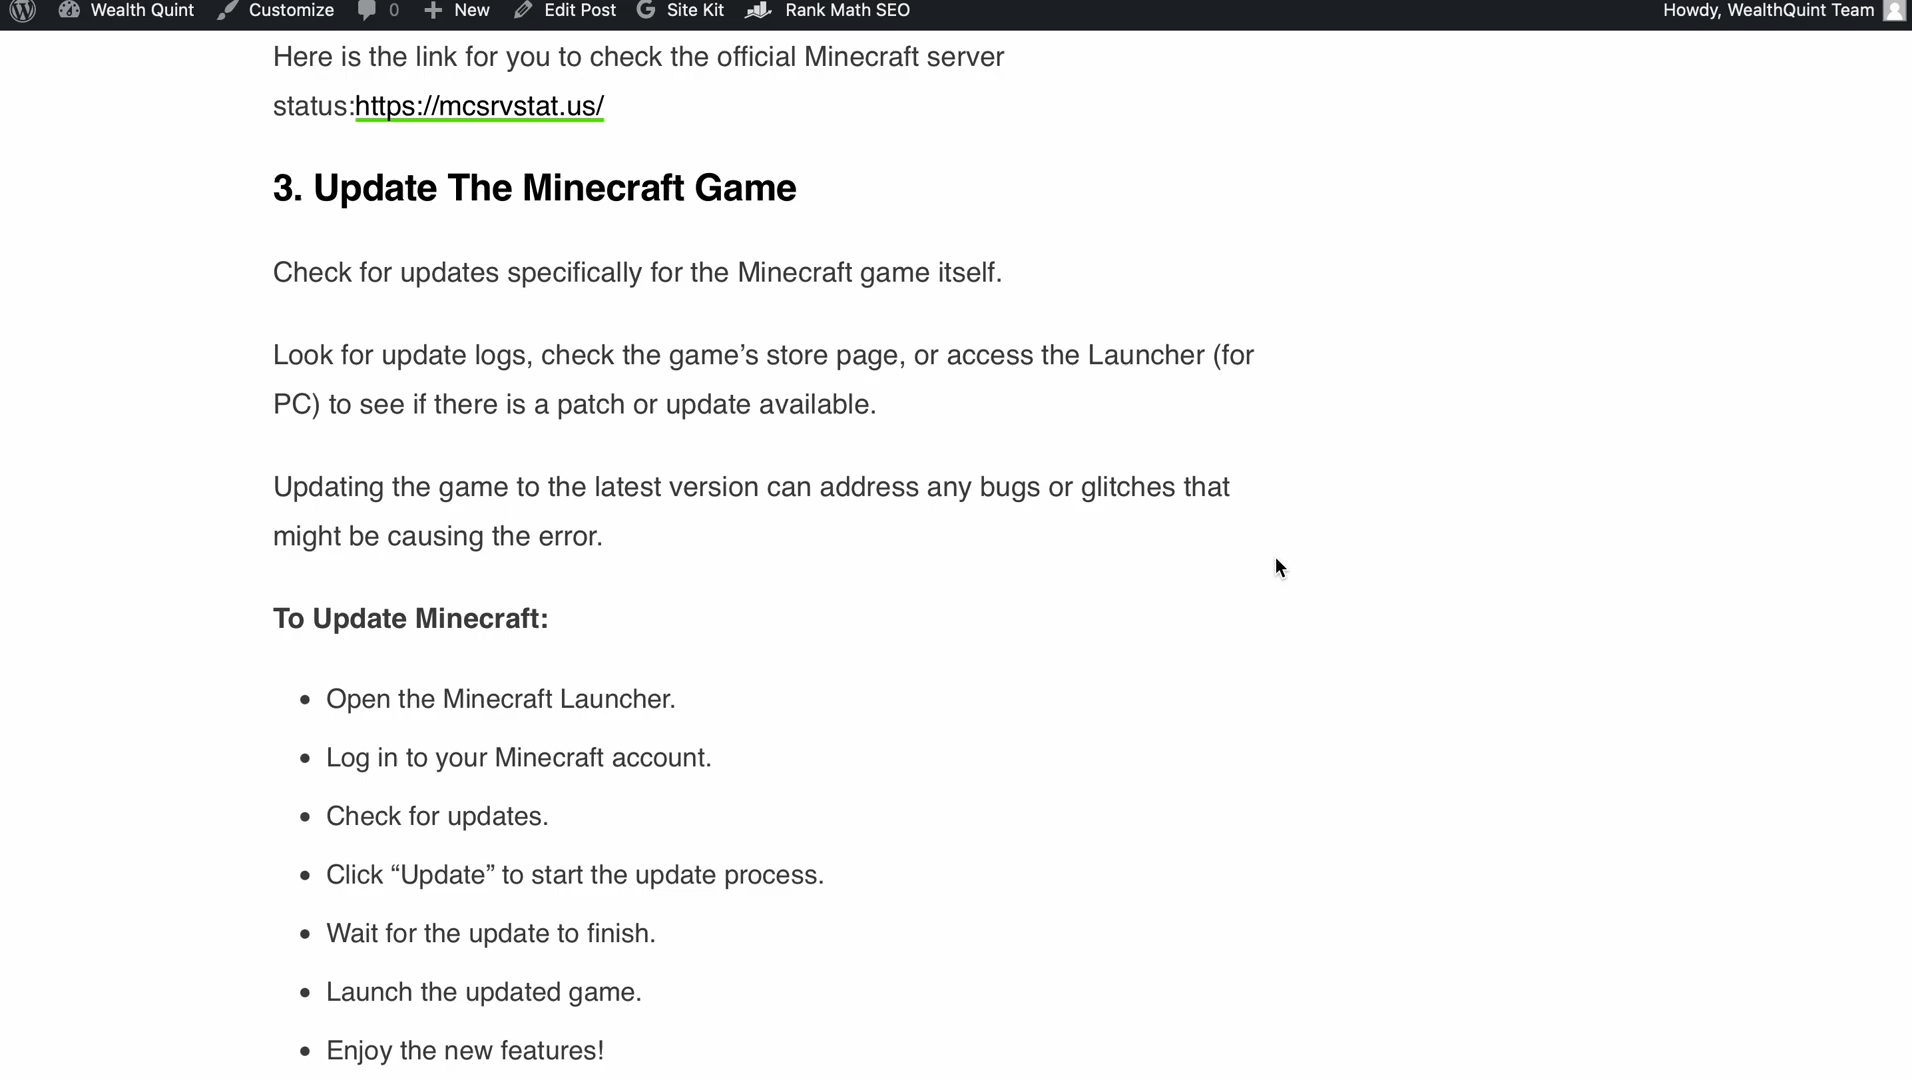 Wealth Quint Customize 0 New Edit Post Site Kit Rank Math SEO Howdy, WealthQuint Team
Here is the link for you to check the official Minecraft server
status:https://mcsrvstat.us/
3. Update The Minecraft Game
Check for updates specifically for the Minecraft game itself.
Look for update logs, check the game’s store page, or access the Launcher (for
PC) to see if there is a patch or update available.
Updating the game to the latest version can address any bugs or glitches that
might be causing the error.
To Update Minecraft:
• Open the Minecraft Launcher.
• Log in to your Minecraft account.
• Check for updates.
• Click “Update” to start the update process.
• Wait for the update to finish.
• Launch the updated game.
• Enjoy the new features!